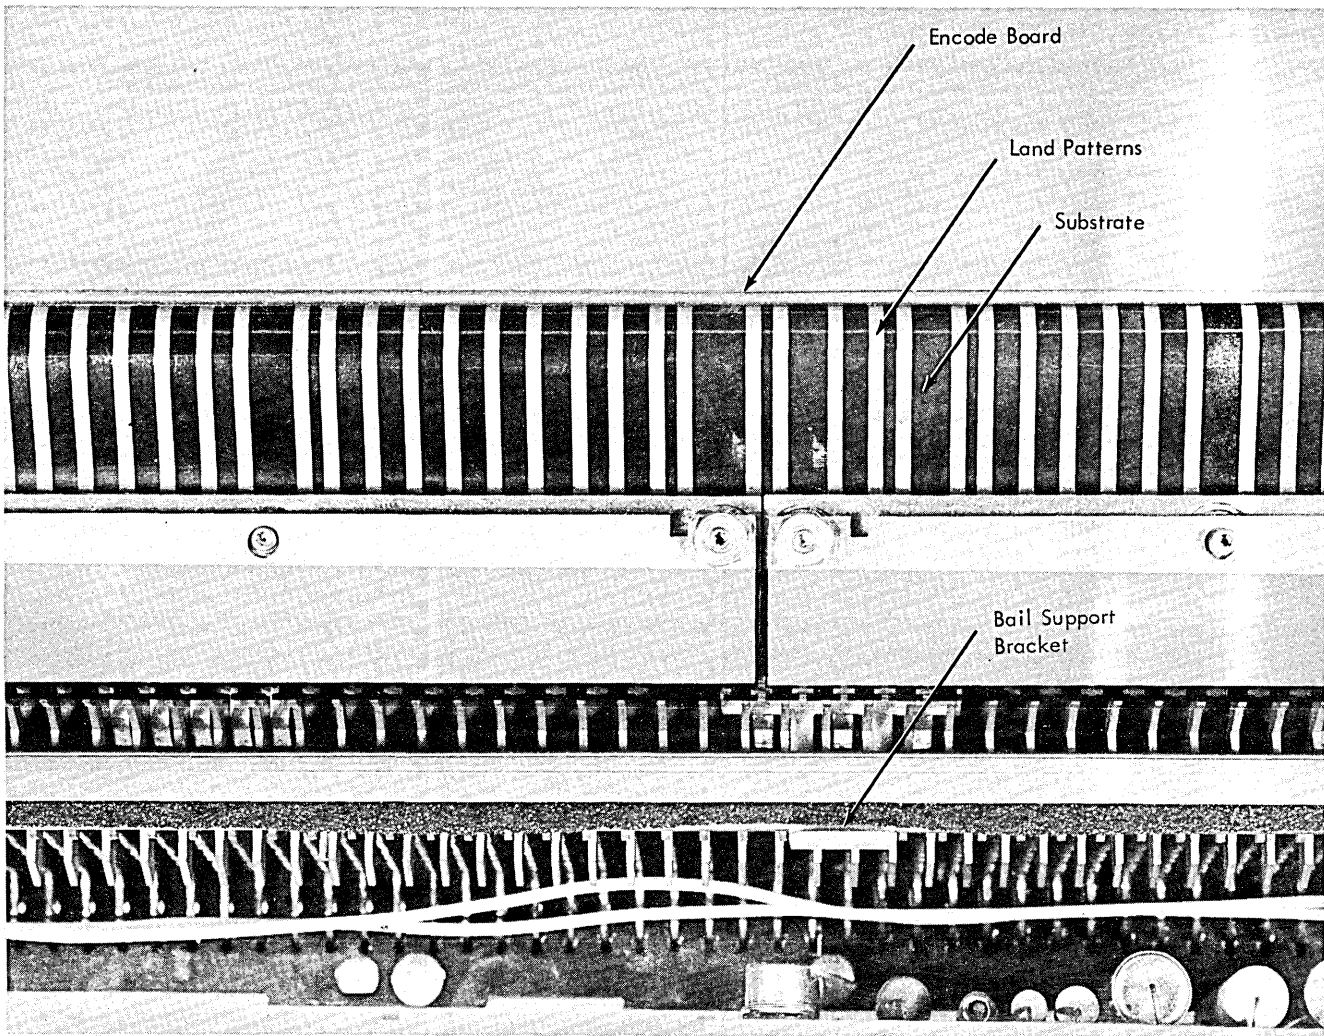 Encode Board
Land Patterns
Substrate
Bail Support
Bracket